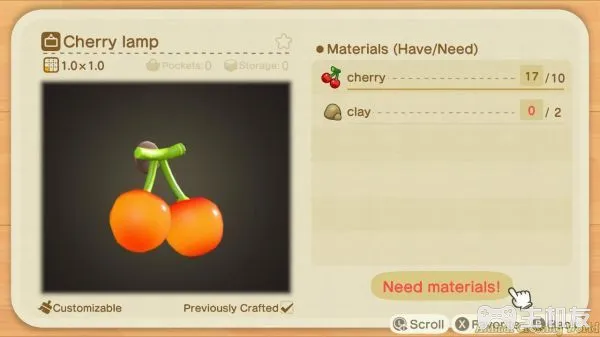 Cherry lamp
1.0 x 1.0 Pockets: 0 Storage: 0
Materials (Have/Need)
cherry 17 /10
clay 0 / 2
Need materials!
Customizable Previously Crafted
Scroll X